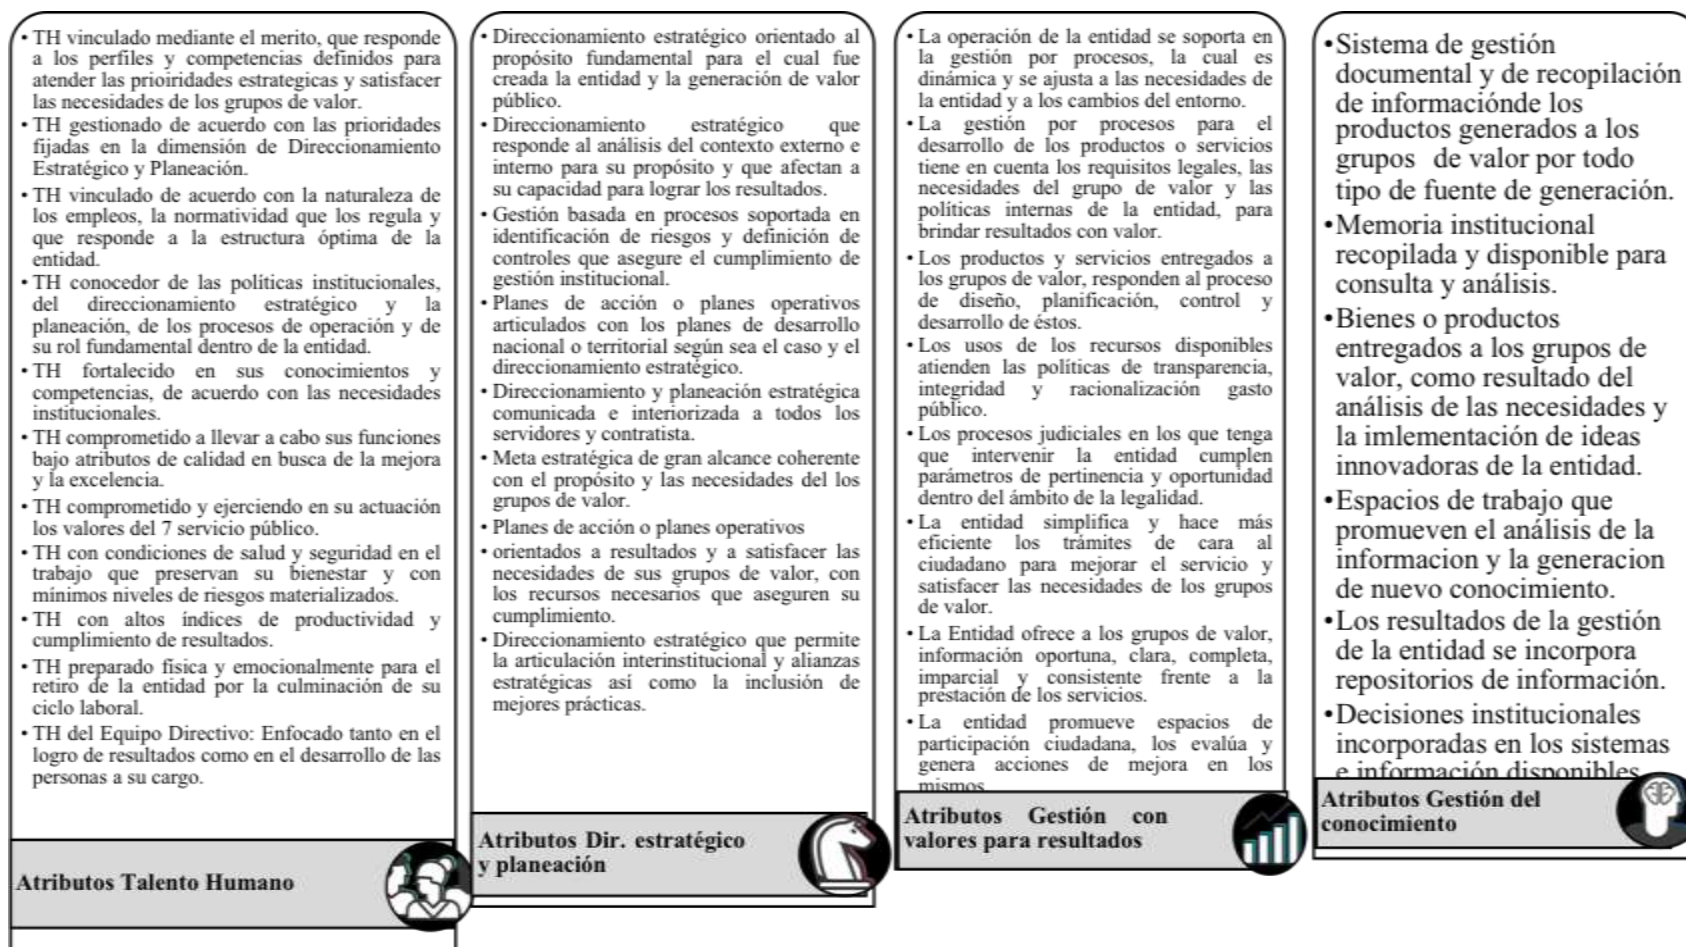 • TH vinculado mediante el merito, que responde
a los perfiles y competencias definidos para
atender las prioiridades estrategicas y satisfacer
las necesidades de los grupos de valor.
• TH gestionado de acuerdo con las prioridades
fijadas en la dimensión de Direccionamiento
Estratégico y Planeación.
• TH vinculado de acuerdo con la naturaleza de
los empleos, la normatividad que los regula y
que responde a la estructura óptima de la
entidad.
• TH conocedor de las políticas institucionales,
del direccionamiento estratégico y la
planeación, de los procesos de operación y de
su rol fundamental dentro de la entidad.
• TH fortalecido en sus conocimientos y
competencias, de acuerdo con las necesidades
institucionales.
• TH comprometido a llevar a cabo sus funciones
bajo atributos de calidad en busca de la mejora
y la excelencia.
• TH comprometido y ejerciendo en su actuación
los valores del 7 servicio público.
• TH con condiciones de salud y seguridad en el
trabajo que preservan su bienestar y con
mínimos niveles de riesgos materializados.
• TH con altos índices de productividad y
cumplimiento de resultados.
• TH preparado física y emocionalmente para el
retiro de la entidad por la culminación de su
ciclo laboral.
• TH del Equipo Directivo: Enfocado tanto en el
logro de resultados como en el desarrollo de las
personas a su cargo.
Atributos Talento Humano
• Direccionamiento estratégico orientado al
propósito fundamental para el cual fue
creada la entidad y la generación de valor
público.
• Direccionamiento estratégico que
responde al análisis del contexto externo e
interno para su propósito y que afectan a
su capacidad para lograr los resultados.
• Gestión basada en procesos soportada en
identificación de riesgos y definición de
controles que asegure el cumplimiento de
gestión institucional.
• Planes de acción o planes operativos
articulados con los planes de desarrollo
nacional o territorial según sea el caso y el
direccionamiento estratégico.
• Direccionamiento y planeación estratégica
comunicada e interiorizada a todos los
servidores y contratista.
• Meta estratégica de gran alcance coherente
con el propósito y las necesidades del los
grupos de valor.
• Planes de acción o planes operativos
• orientados a resultados y a satisfacer las
necesidades de sus grupos de valor, con
los recursos necesarios que aseguren su
cumplimiento.
• Direccionamiento estratégico que permite
la articulación interinstitucional y alianzas
estratégicas así como la inclusión de
mejores prácticas.
Atributos Dir. estratégico
y planeación
• La operación de la entidad se soporta en
la gestión por procesos, la cual es
dinámica y se ajusta a las necesidades de
la entidad y a los cambios del entorno.
• La gestión por procesos para el
desarrollo de los productos o servicios
tiene en cuenta los requisitos legales, las
necesidades del grupo de valor y las
políticas internas de la entidad, para
brindar resultados con valor.
• Los productos y servicios entregados a
los grupos de valor, responden al proceso
de diseño, planificación, control y
desarrollo de éstos.
• Los usos de los recursos disponibles
atienden las políticas de transparencia,
integridad y racionalización gasto
público.
• Los procesos judiciales en los que tenga
que intervenir la entidad cumplen
parámetros de pertinencia y oportunidad
dentro del ámbito de la legalidad.
• La entidad simplifica y hace más
eficiente los trámites de cara al
ciudadano para mejorar el servicio y
satisfacer las necesidades de los grupos
de valor.
• La Entidad ofrece a los grupos de valor,
información oportuna, clara, completa,
imparcial y consistente frente a la
prestación de los servicios.
• La entidad promueve espacios de
participación ciudadana, los evalúa y
genera acciones de mejora en los
mismos
Atributos Gestión con
valores para resultados
• Sistema de gestión
documental y de recopilación
de informaciónde los
productos generados a los
grupos de valor por todo
tipo de fuente de generación.
• Memoria institucional
recopilada y disponible para
consulta y análisis.
• Bienes o productos
entregados a los grupos de
valor, como resultado del
análisis de las necesidades y
la imlementación de ideas
innovadoras de la entidad.
• Espacios de trabajo que
promueven el análisis de la
informacion y la generacion
de nuevo conocimiento.
• Los resultados de la gestión
de la entidad se incorpora
repositorios de información.
• Decisiones institucionales
incorporadas en los sistemas
e información disponibles
Atributos Gestión del
conocimiento